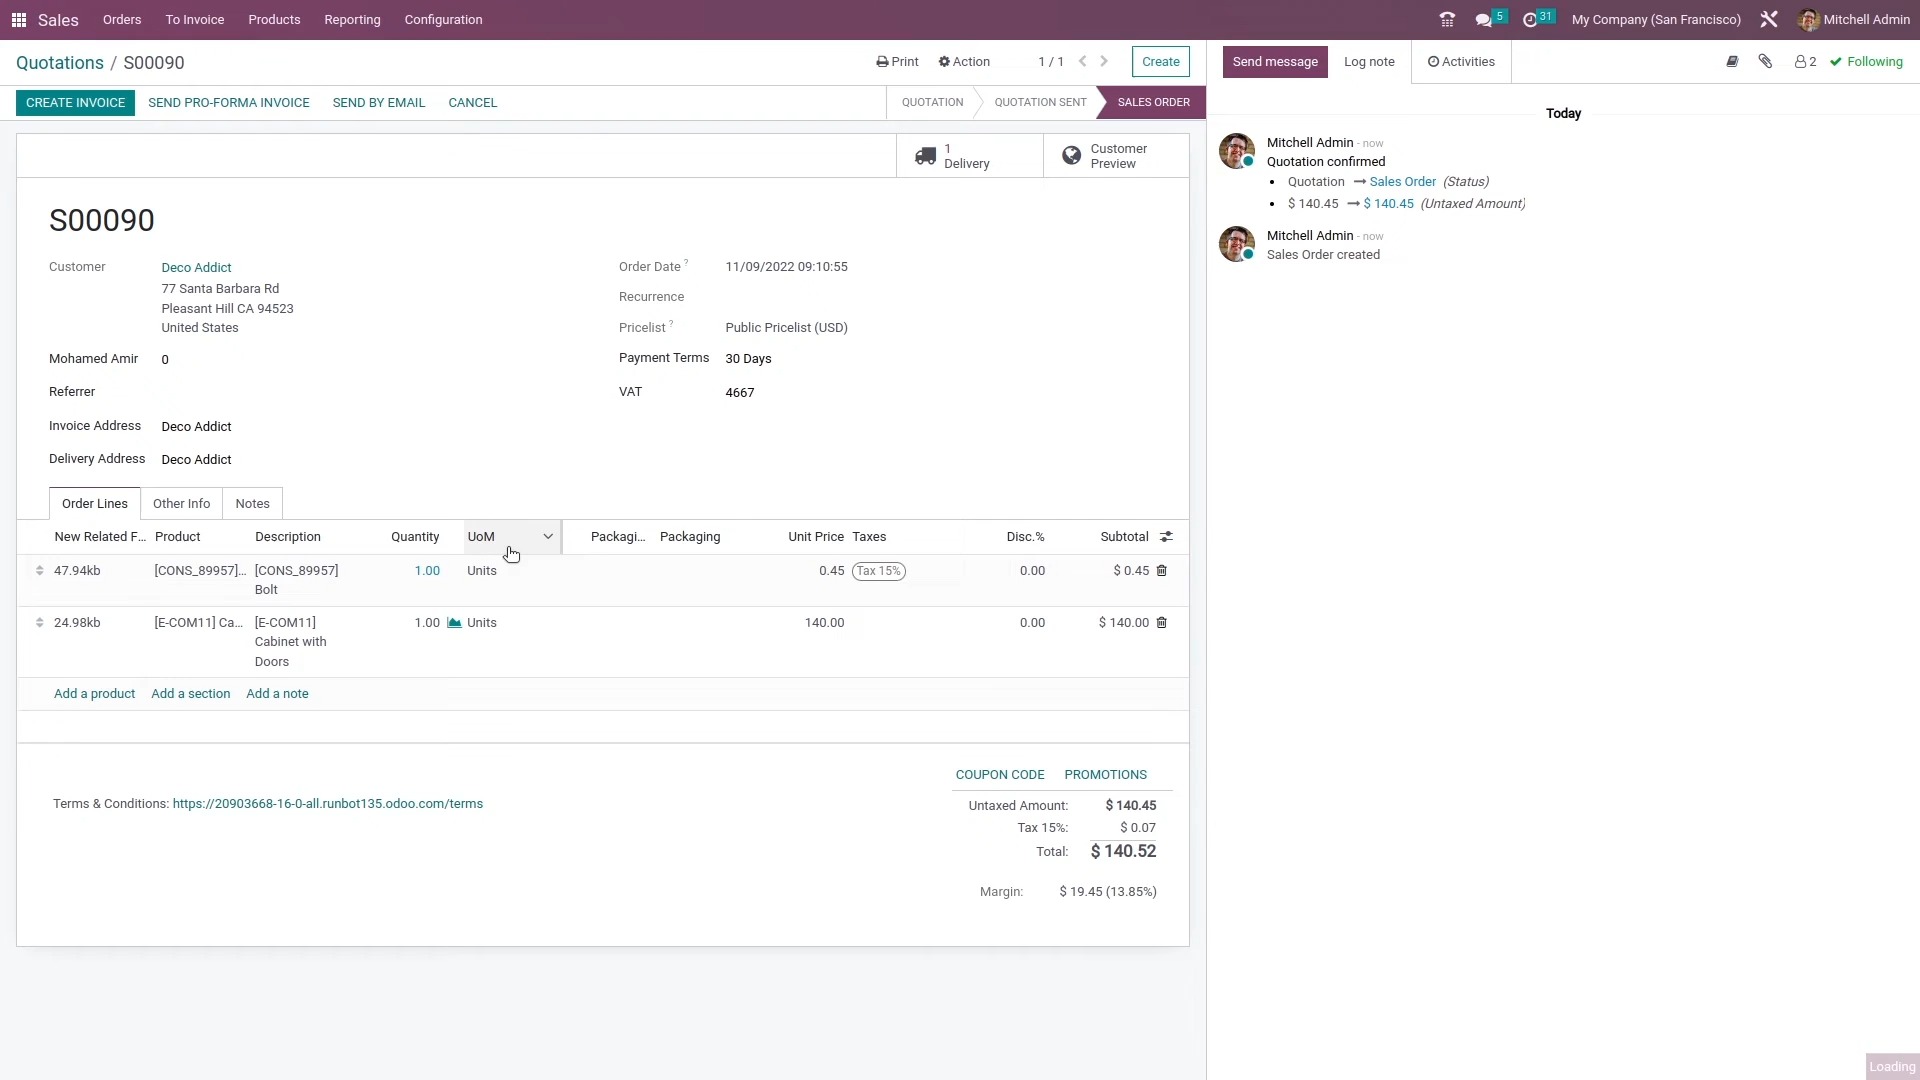 Sales Orders To Invoice Products Reporting Configuration 5 31 My Company (San Francisco) Mitchell Admin
Quotations / S00090 Print Action 1 / 1 Create
CREATE INVOICE SEND PRO-FORMA INVOICE SEND BY EMAIL CANCEL QUOTATION QUOTATION SENT SALES ORDER
1
Delivery
Customer
Preview
S00090
Customer Deco Addict
77 Santa Barbara Rd
Pleasant Hill CA 94523
United States
Mohamed Amir 0
Referrer
Invoice Address Deco Addict
Delivery Address Deco Addict
Order Date ? 11/09/2022 09:10:55
Recurrence
Pricelist ? Public Pricelist (USD)
Payment Terms 30 Days
VAT 4667
Order Lines Other Info Notes
New Related F... Product Description Quantity UoM Packagi... Packaging Unit Price Taxes Disc.% Subtotal
47.94kb [CONS_89957]... [CONS_89957] 1.00 Units 0.45 Tax 15% 0.00 $ 0.45
Bolt
24.98kb [E-COM11] Ca... [E-COM11] 1.00 Units 140.00 0.00 $ 140.00
Cabinet with
Doors
Add a product Add a section Add a note
COUPON CODE PROMOTIONS
Terms & Conditions: https://20903668-16-0-all.runbot135.odoo.com/terms
Untaxed Amount: $ 140.45
Tax 15%: $ 0.07
Total: $ 140.52
Margin: $ 19.45 (13.85%)
Send message Log note Activities 2 Following
Today
Mitchell Admin - now
Quotation confirmed
• Quotation → Sales Order (Status)
• $ 140.45 → $ 140.45 (Untaxed Amount)
Mitchell Admin - now
Sales Order created
Loading